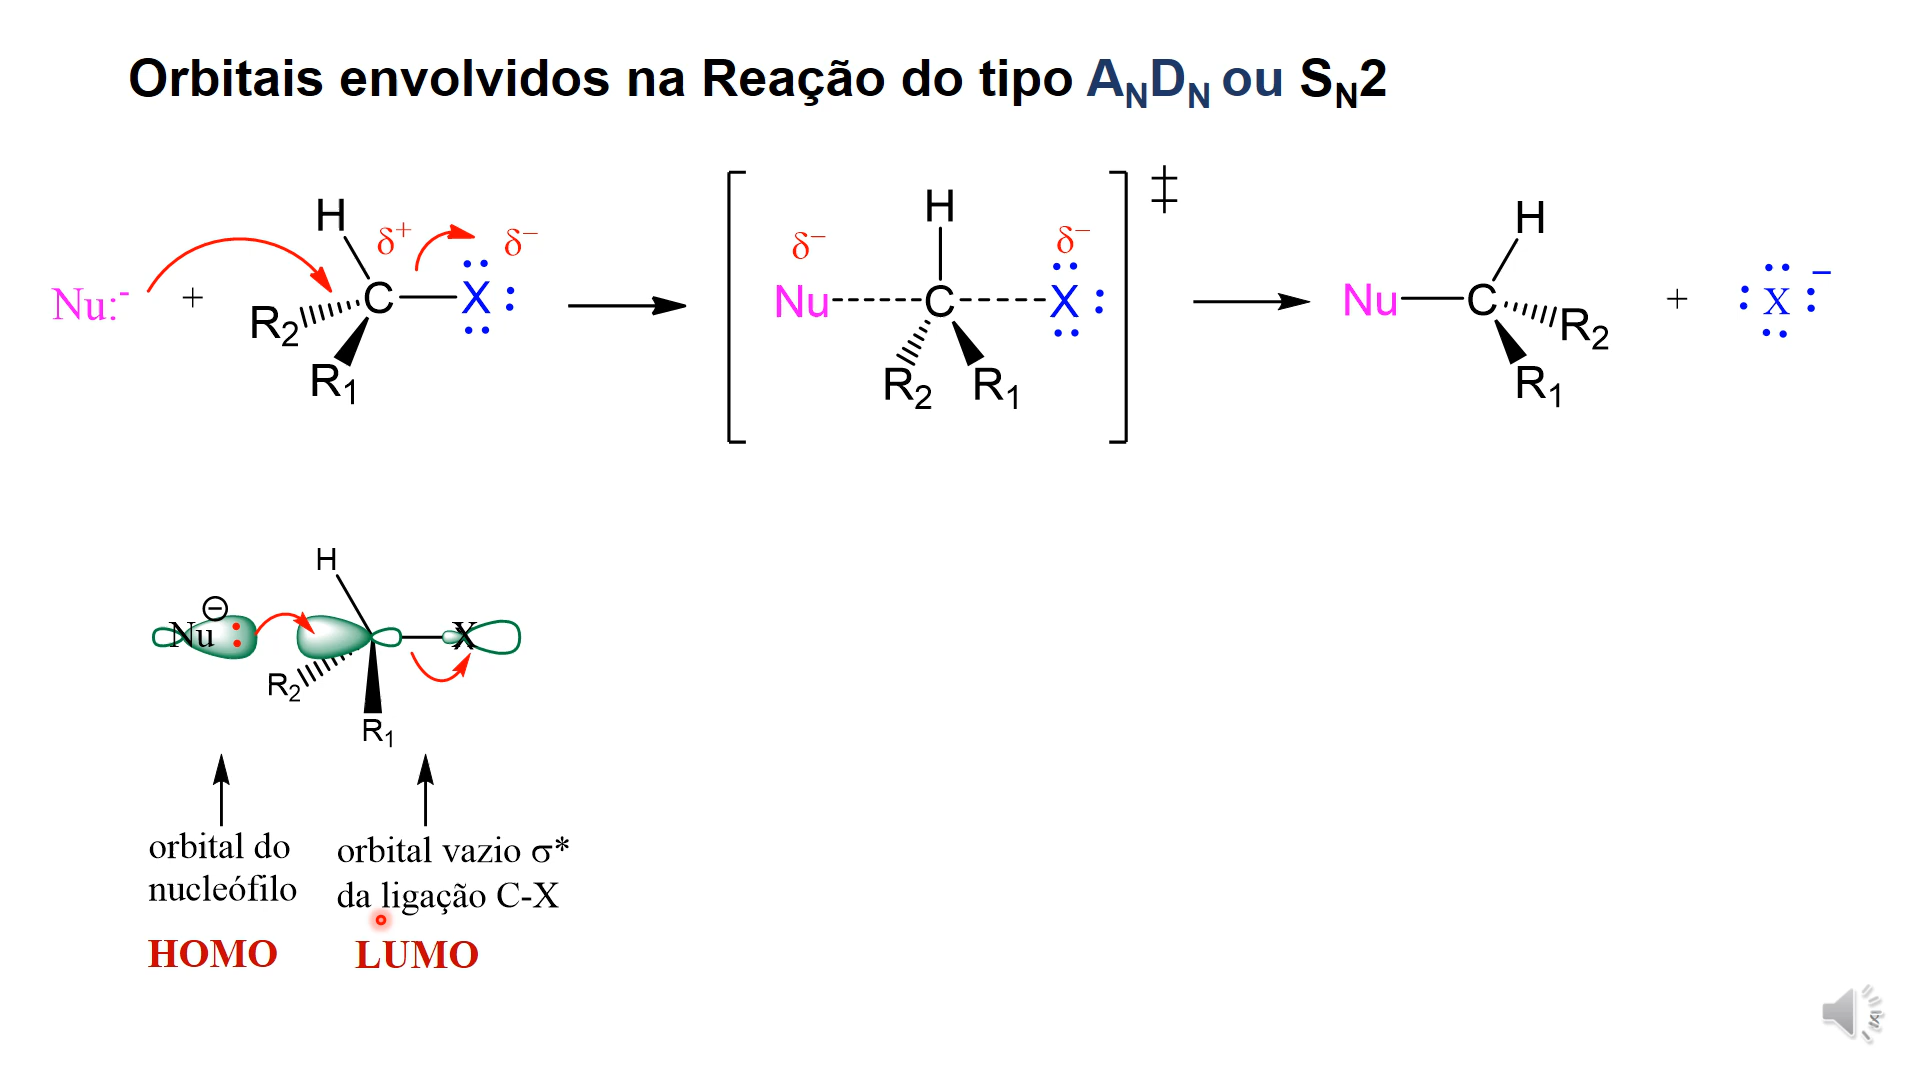 Orbitais envolvidos na Reação do tipo AₙDₙ ou Sₙ2
H δ⁺ δ⁻
Nu:⁻ + R₂ C X
R₁
H ‡
δ⁻ δ⁻
Nu C X
R₂ R₁
H
Nu C R₂ + X⁻
R₁
H
Nu⁻ X
R₂
R₁
orbital do
nucleófilo
HOMO
orbital vazio σ*
da ligação C-X
LUMO